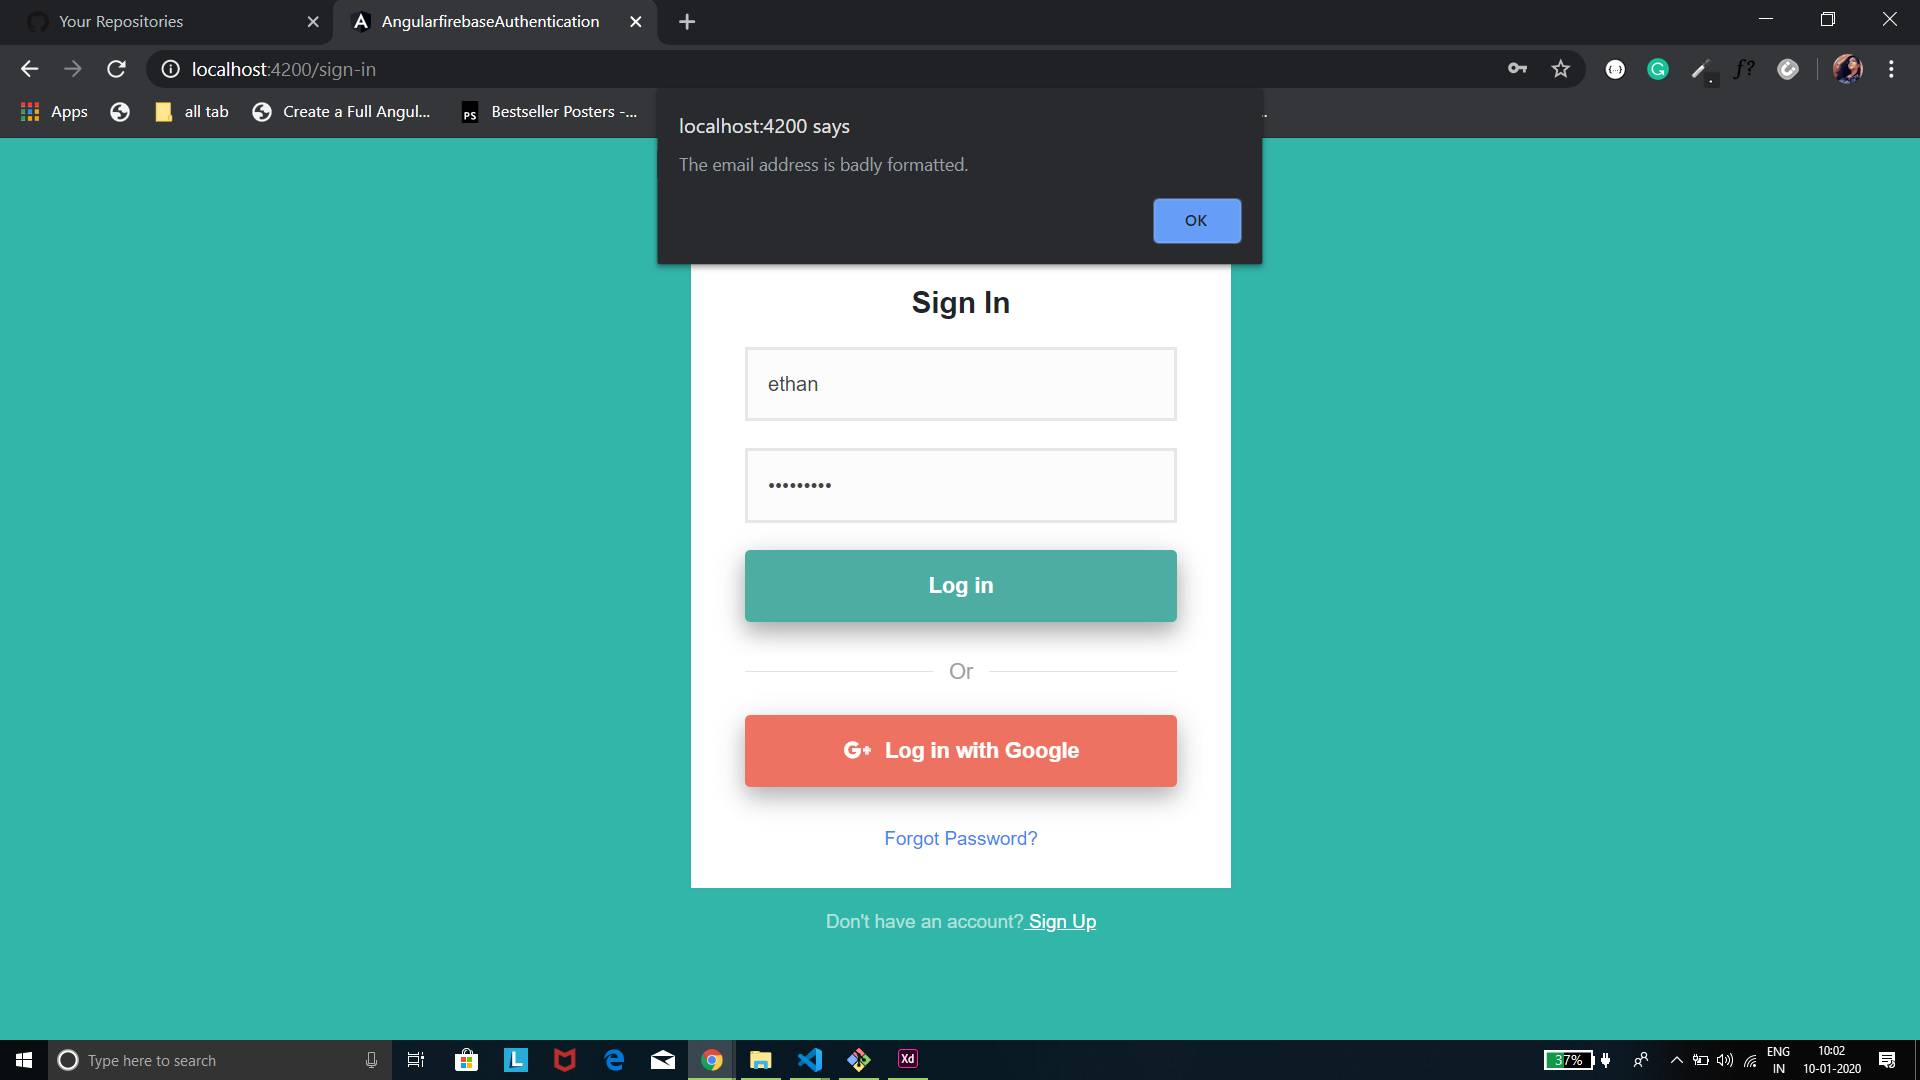 Your Repositories
AngularfirebaseAuthentication
localhost:4200/sign-in
f?
Apps
all tab
Create a Full Angul...
PS
Bestseller Posters -...
localhost:4200 says
The email address is badly formatted.
OK
Sign In
ethan
•••••••••
Log in
Or
G+ Log in with Google
Forgot Password?
Don't have an account? Sign Up
Type here to search
L
Xd
37%
ENG
IN
10:02
10-01-2020